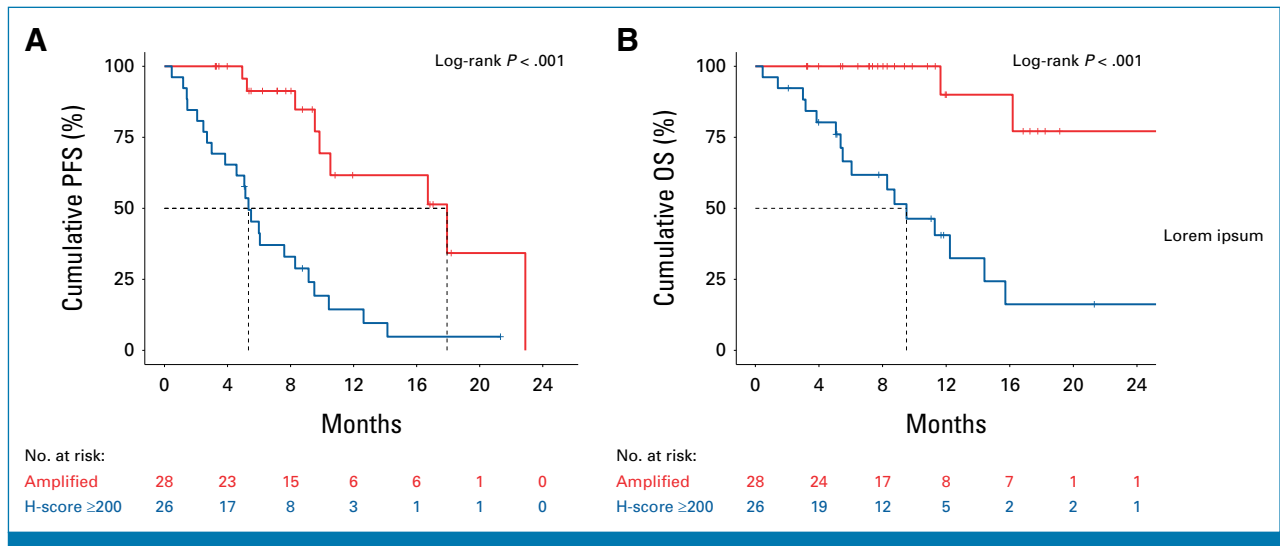 A
Log-rank P < .001
Cumulative PFS (%)
100
75
50
25
0
0 4 8 12 16 20 24
Months
No. at risk:
Amplified 28 23 15 6 6 1 0
H-score ≥200 26 17 8 3 1 1 0
B
Log-rank P < .001
Cumulative OS (%)
100
75
50
25
0
0 4 8 12 16 20 24
Months
No. at risk:
Amplified 28 24 17 8 7 1 1
H-score ≥200 26 19 12 5 2 2 1
Lorem ipsum